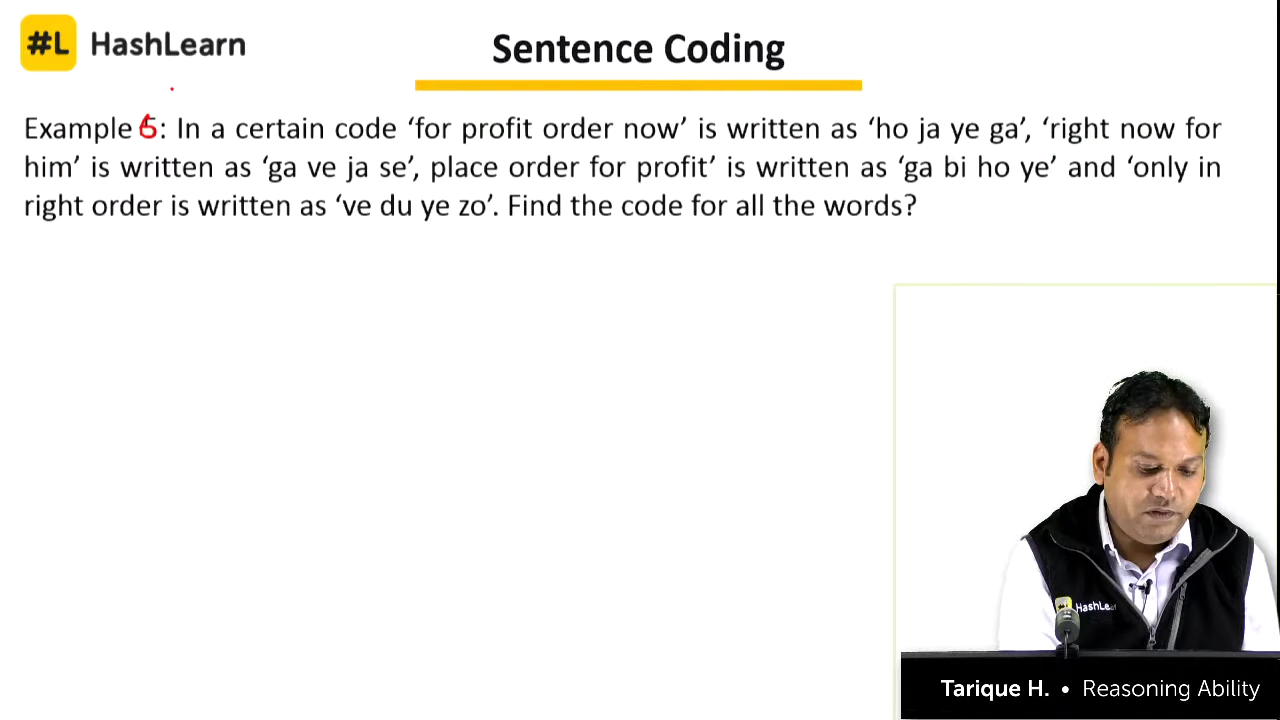 #L HashLearn
Sentence Coding
Example 6: In a certain code ‘for profit order now’ is written as ‘ho ja ye ga’, ‘right now for
him’ is written as ‘ga ve ja se’, place order for profit’ is written as ‘ga bi ho ye’ and ‘only in
right order is written as ‘ve du ye zo’. Find the code for all the words?
HashLea
Tarique H. • Reasoning Ability